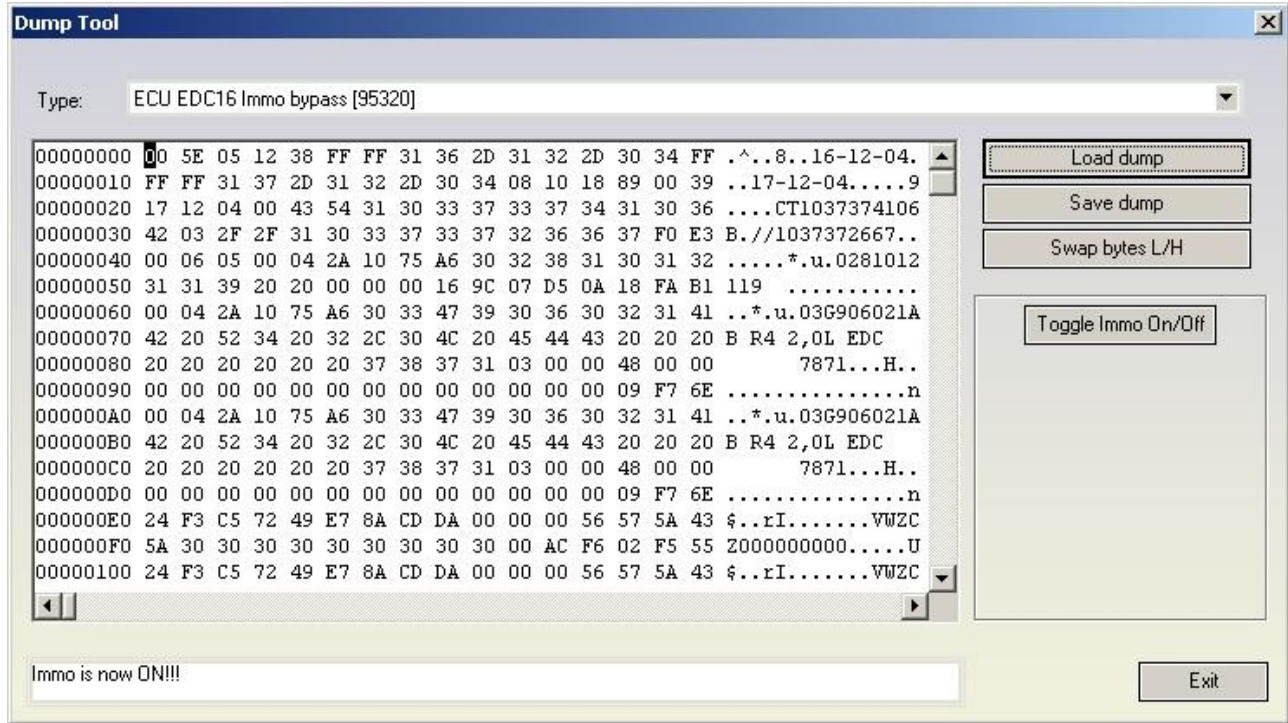 Dump Tool
Type: ECU EDC16 Immo bypass [95320]
00000000 00 5E 05 12 38 FF FF 31 36 2D 31 32 2D 30 34 FF .^..8..16-12-04.
00000010 FF FF 31 37 2D 31 32 2D 30 34 08 10 18 89 00 39 ..17-12-04.....9
00000020 17 12 04 00 43 54 31 30 33 37 33 37 34 31 30 36 ....CT1037374106
00000030 42 03 2F 2F 31 30 33 37 33 37 32 36 36 37 F0 E3 B.//1037372667..
00000040 00 06 05 00 04 2A 10 75 A6 30 32 38 31 30 31 32 .....*.u.0281012
00000050 31 31 39 20 20 00 00 00 16 9C 07 D5 0A 18 FA B1 119  ...........
00000060 00 04 2A 10 75 A6 30 33 47 39 30 36 30 32 31 41 ..*.u.03G906021A
00000070 42 20 52 34 20 32 2C 30 4C 20 45 44 43 20 20 20 B R4 2,0L EDC
00000080 20 20 20 20 20 20 37 38 37 31 03 00 00 48 00 00       7871...H..
00000090 00 00 00 00 00 00 00 00 00 00 00 00 00 09 F7 6E ...............n
000000A0 00 04 2A 10 75 A6 30 33 47 39 30 36 30 32 31 41 ..*.u.03G906021A
000000B0 42 20 52 34 20 32 2C 30 4C 20 45 44 43 20 20 20 B R4 2,0L EDC
000000C0 20 20 20 20 20 20 37 38 37 31 03 00 00 48 00 00       7871...H..
000000D0 00 00 00 00 00 00 00 00 00 00 00 00 00 09 F7 6E ...............n
000000E0 24 F3 C5 72 49 E7 8A CD DA 00 00 00 56 57 5A 43 $..rI.......VWZC
000000F0 5A 30 30 30 30 30 30 30 30 30 00 AC F6 02 F5 55 Z000000000.....U
00000100 24 F3 C5 72 49 E7 8A CD DA 00 00 00 56 57 5A 43 $..rI.......VWZC
Load dump
Save dump
Swap bytes L/H
Toggle Immo On/Off
Immo is now ON!!!
Exit